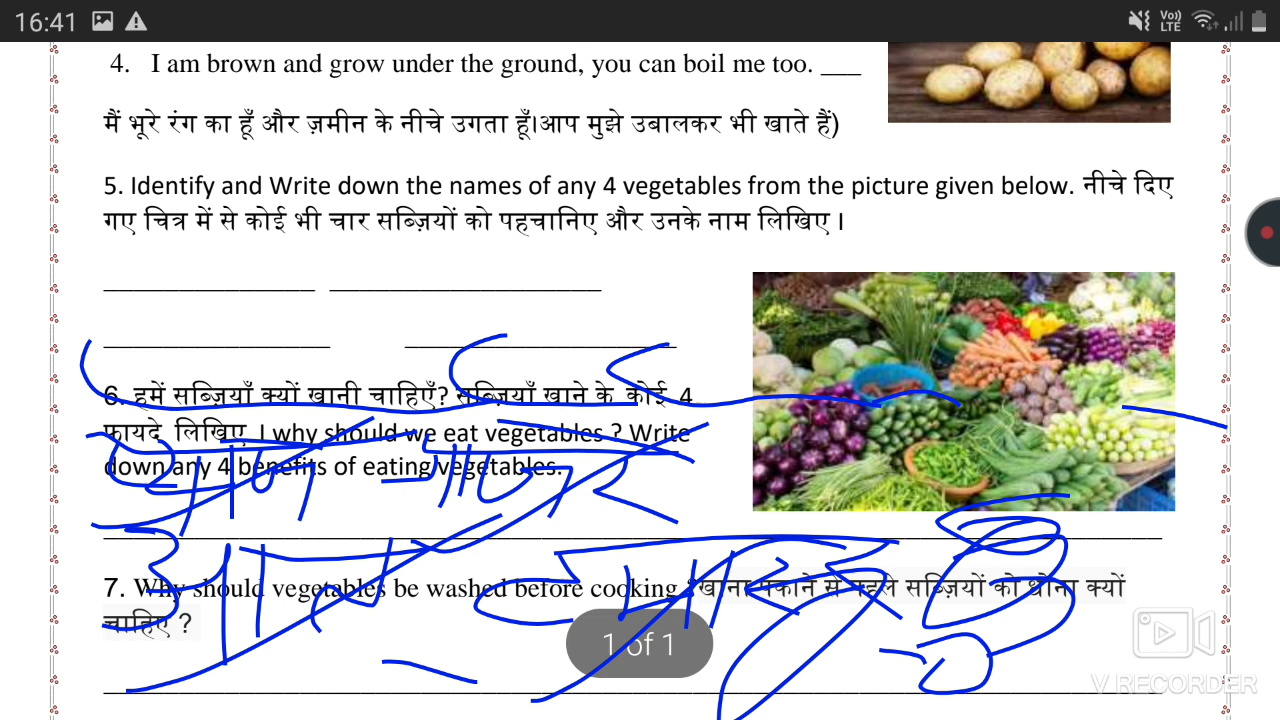 16:41
Vo)) LTE
4. I am brown and grow under the ground, you can boil me too. ___
मैं भूरे रंग का हूँ और ज़मीन के नीचे उगता हूँ।आप मुझे उबालकर भी खाते हैं)
5. Identify and Write down the names of any 4 vegetables from the picture given below. नीचे दिए
गए चित्र में से कोई भी चार सब्ज़ियों को पहचानिए और उनके नाम लिखिए ।
6. हमें सब्ज़ियाँ क्यों खानी चाहिएँ? सब्ज़ियाँ खाने के कोई 4
फायदे लिखिए । why should we eat vegetables ? Write
down any 4 benefits of eating vegetables.
7. Why should vegetables be washed before cooking खाना पकाने से पहले सब्ज़ियों को धोना क्यों
चाहिए ?
1 of 1
V RECORDER